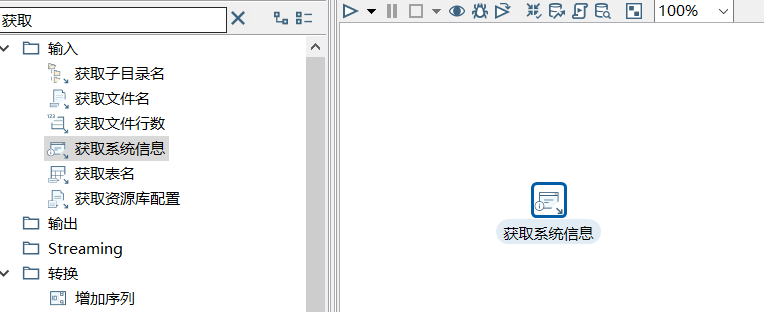 获取
100%
输入
获取子目录名
获取文件名
123
获取文件行数
获取系统信息
获取表名
获取资源库配置
输出
Streaming
转换
增加序列
获取系统信息